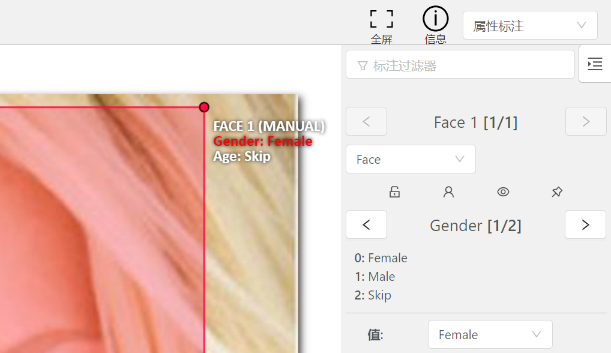 全屏
信息
属性标注
标注过滤器
Face 1 [1/1]
Face
Gender [1/2]
0: Female
1: Male
2: Skip
值:
Female
FACE 1 (MANUAL)
Gender: Female
Age: Skip